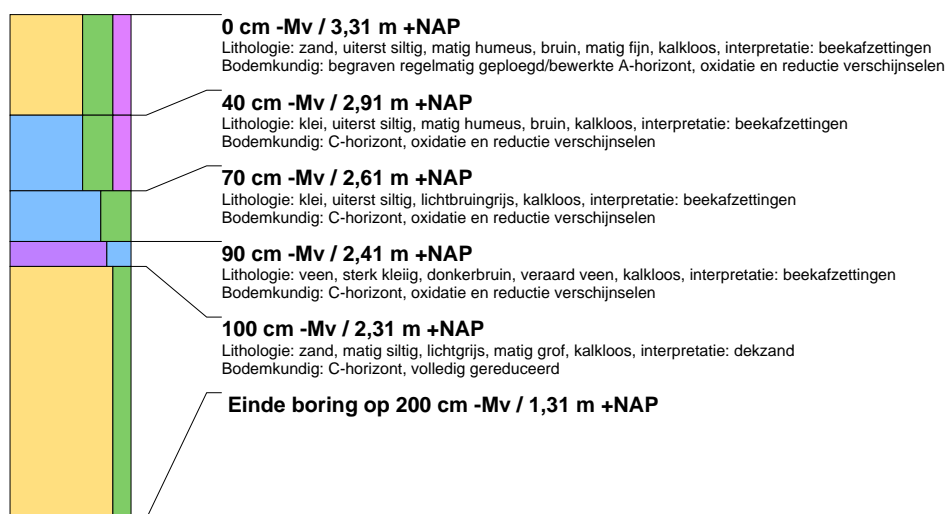 0 cm -Mv / 3,31 m +NAP
Lithologie: zand, uiterst siltig, matig humeus, bruin, matig fijn, kalkloos, interpretatie: beekafzettingen
Bodemkundig: begraven regelmatig geploegd/bewerkte A-horizont, oxidatie en reductie verschijnselen
40 cm -Mv / 2,91 m +NAP
Lithologie: klei, uiterst siltig, matig humeus, bruin, kalkloos, interpretatie: beekafzettingen
Bodemkundig: C-horizont, oxidatie en reductie verschijnselen
70 cm -Mv / 2,61 m +NAP
Lithologie: klei, uiterst siltig, lichtbruingrijs, kalkloos, interpretatie: beekafzettingen
Bodemkundig: C-horizont, oxidatie en reductie verschijnselen
90 cm -Mv / 2,41 m +NAP
Lithologie: veen, sterk kleiig, donkerbruin, veraard veen, kalkloos, interpretatie: beekafzettingen
Bodemkundig: C-horizont, oxidatie en reductie verschijnselen
100 cm -Mv / 2,31 m +NAP
Lithologie: zand, matig siltig, lichtgrijs, matig grof, kalkloos, interpretatie: dekzand
Bodemkundig: C-horizont, volledig gereduceerd
Einde boring op 200 cm -Mv / 1,31 m +NAP